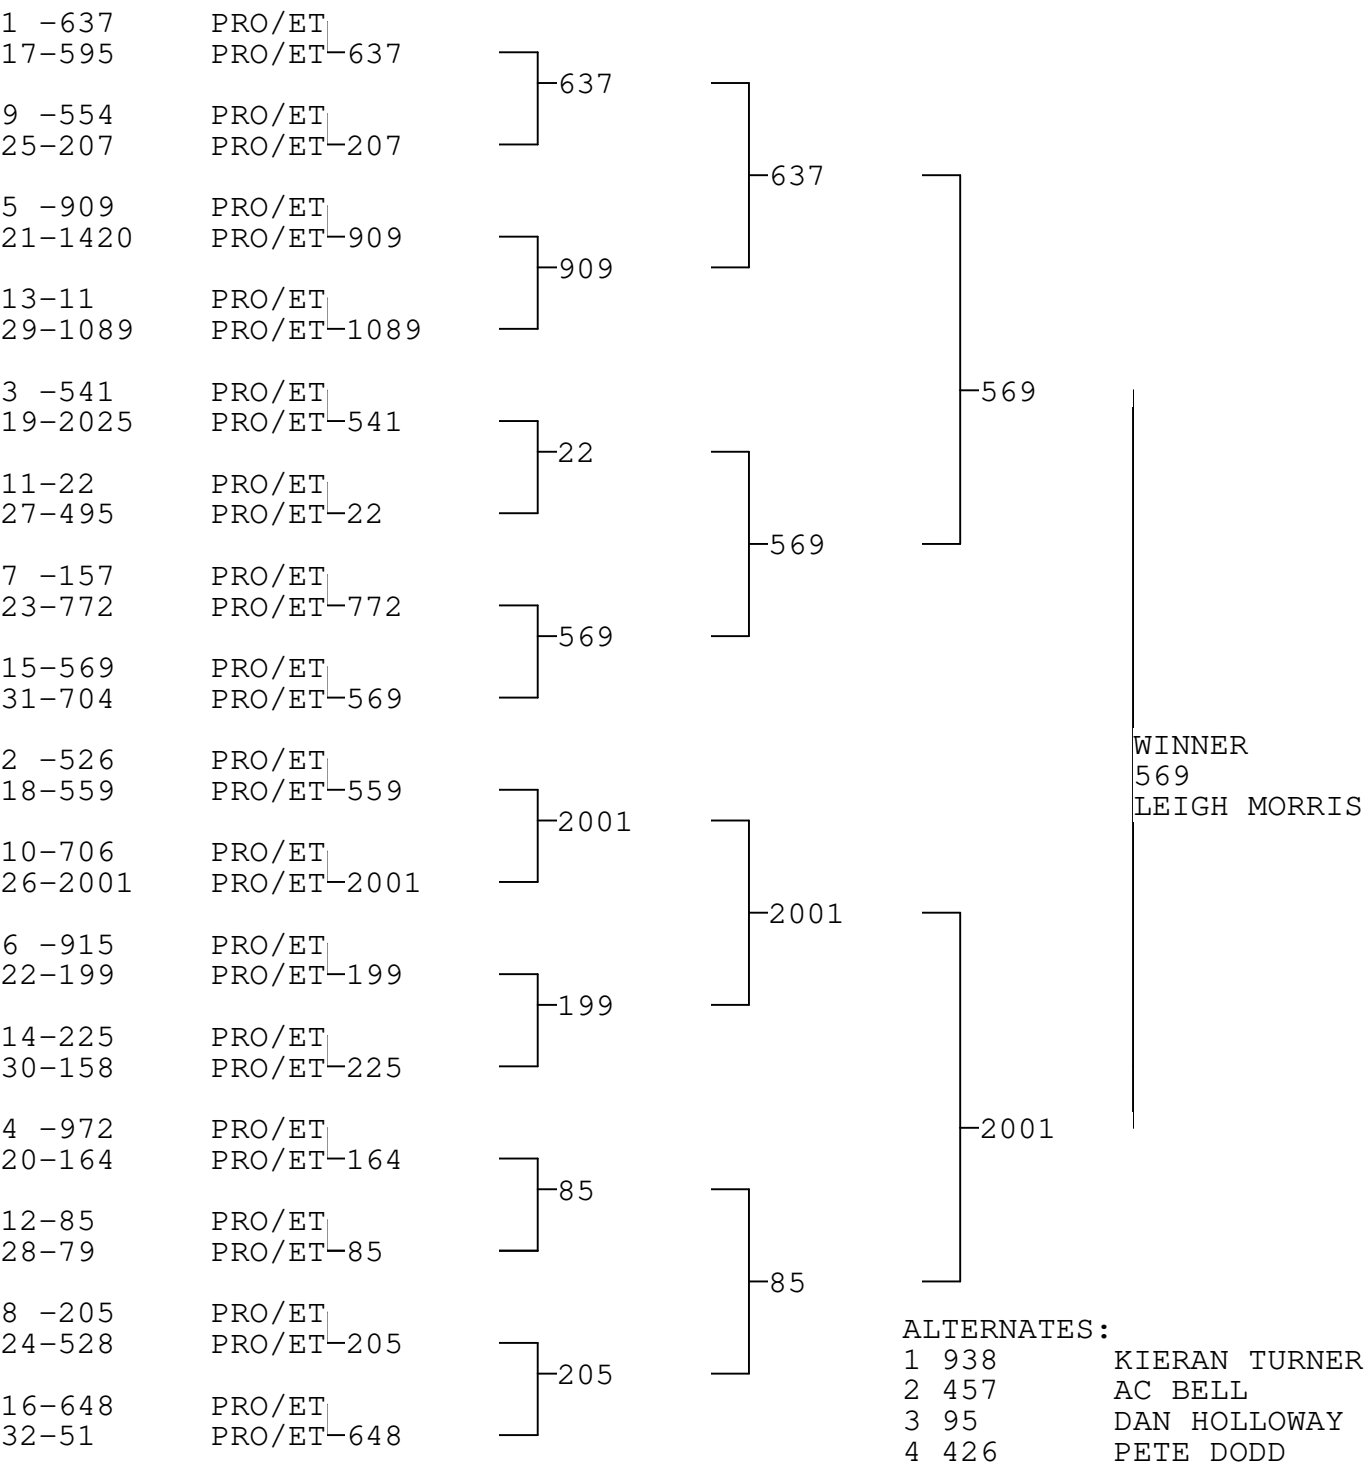 1 -637 PRO/ET
17-595 PRO/ET 637
637
9 -554 PRO/ET
25-207 PRO/ET 207
637
5 -909 PRO/ET
21-1420 PRO/ET 909
909
13-11 PRO/ET
29-1089 PRO/ET 1089
3 -541 PRO/ET
569
19-2025 PRO/ET 541
22
11-22 PRO/ET
27-495 PRO/ET 22
569
7 -157 PRO/ET
23-772 PRO/ET 772
569
15-569 PRO/ET
31-704 PRO/ET 569
WINNER
2 -526 PRO/ET
569
18-559 PRO/ET 559
LEIGH MORRIS
2001
10-706 PRO/ET
26-2001 PRO/ET 2001
2001
6 -915 PRO/ET
22-199 PRO/ET 199
199
14-225 PRO/ET
30-158 PRO/ET 225
4 -972 PRO/ET
2001
20-164 PRO/ET 164
85
12-85 PRO/ET
28-79 PRO/ET 85
85
8 -205 PRO/ET
24-528 PRO/ET 205
205
16-648 PRO/ET
32-51 PRO/ET 648
ALTERNATES:
1 938 KIERAN TURNER
2 457 AC BELL
3 95 DAN HOLLOWAY
4 426 PETE DODD